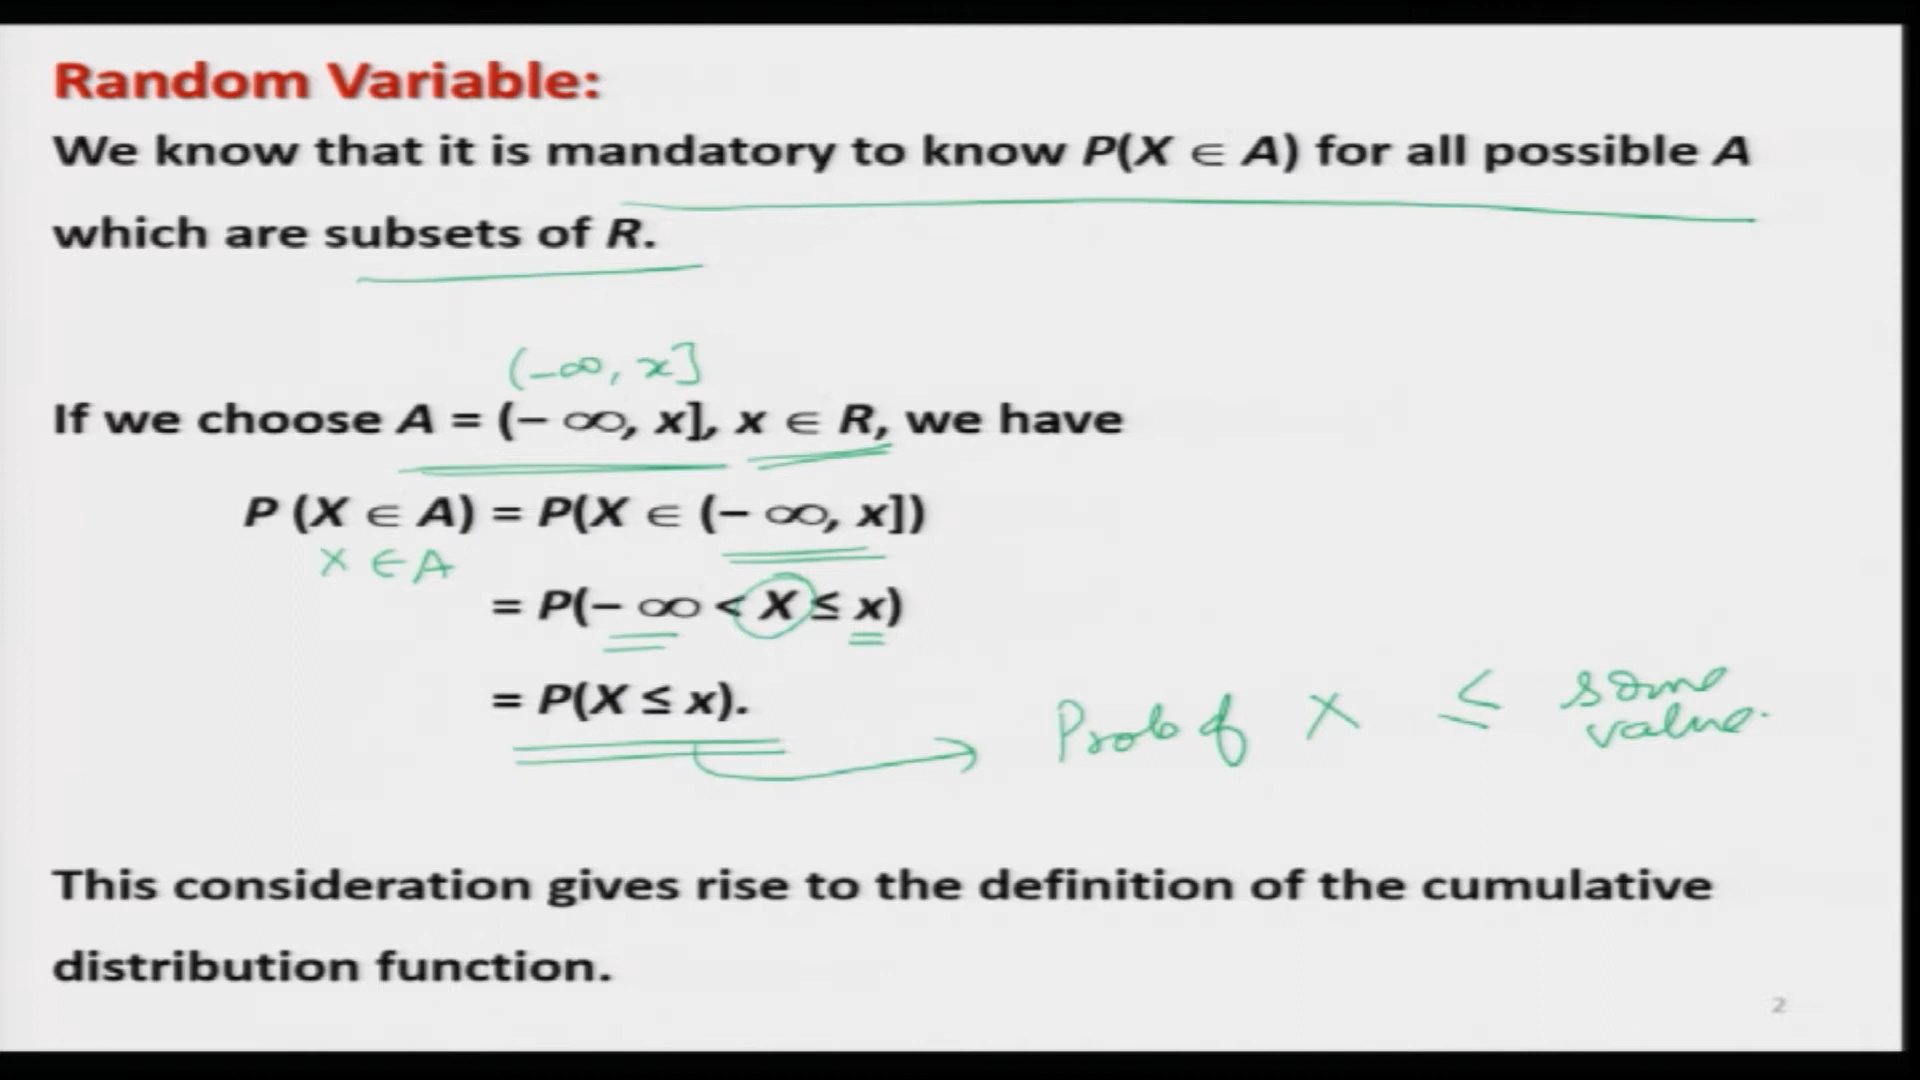 Random Variable:
We know that it is mandatory to know P(X ∈ A) for all possible A
which are subsets of R.
(-∞, x]
If we choose A = (– ∞, x], x ∈ R, we have
P (X ∈ A) = P(X ∈ (– ∞, x])
X ∈ A
= P(– ∞ < X ≤ x)
= P(X ≤ x).
Prob of X ≤ some
value.
This consideration gives rise to the definition of the cumulative
distribution function.
2